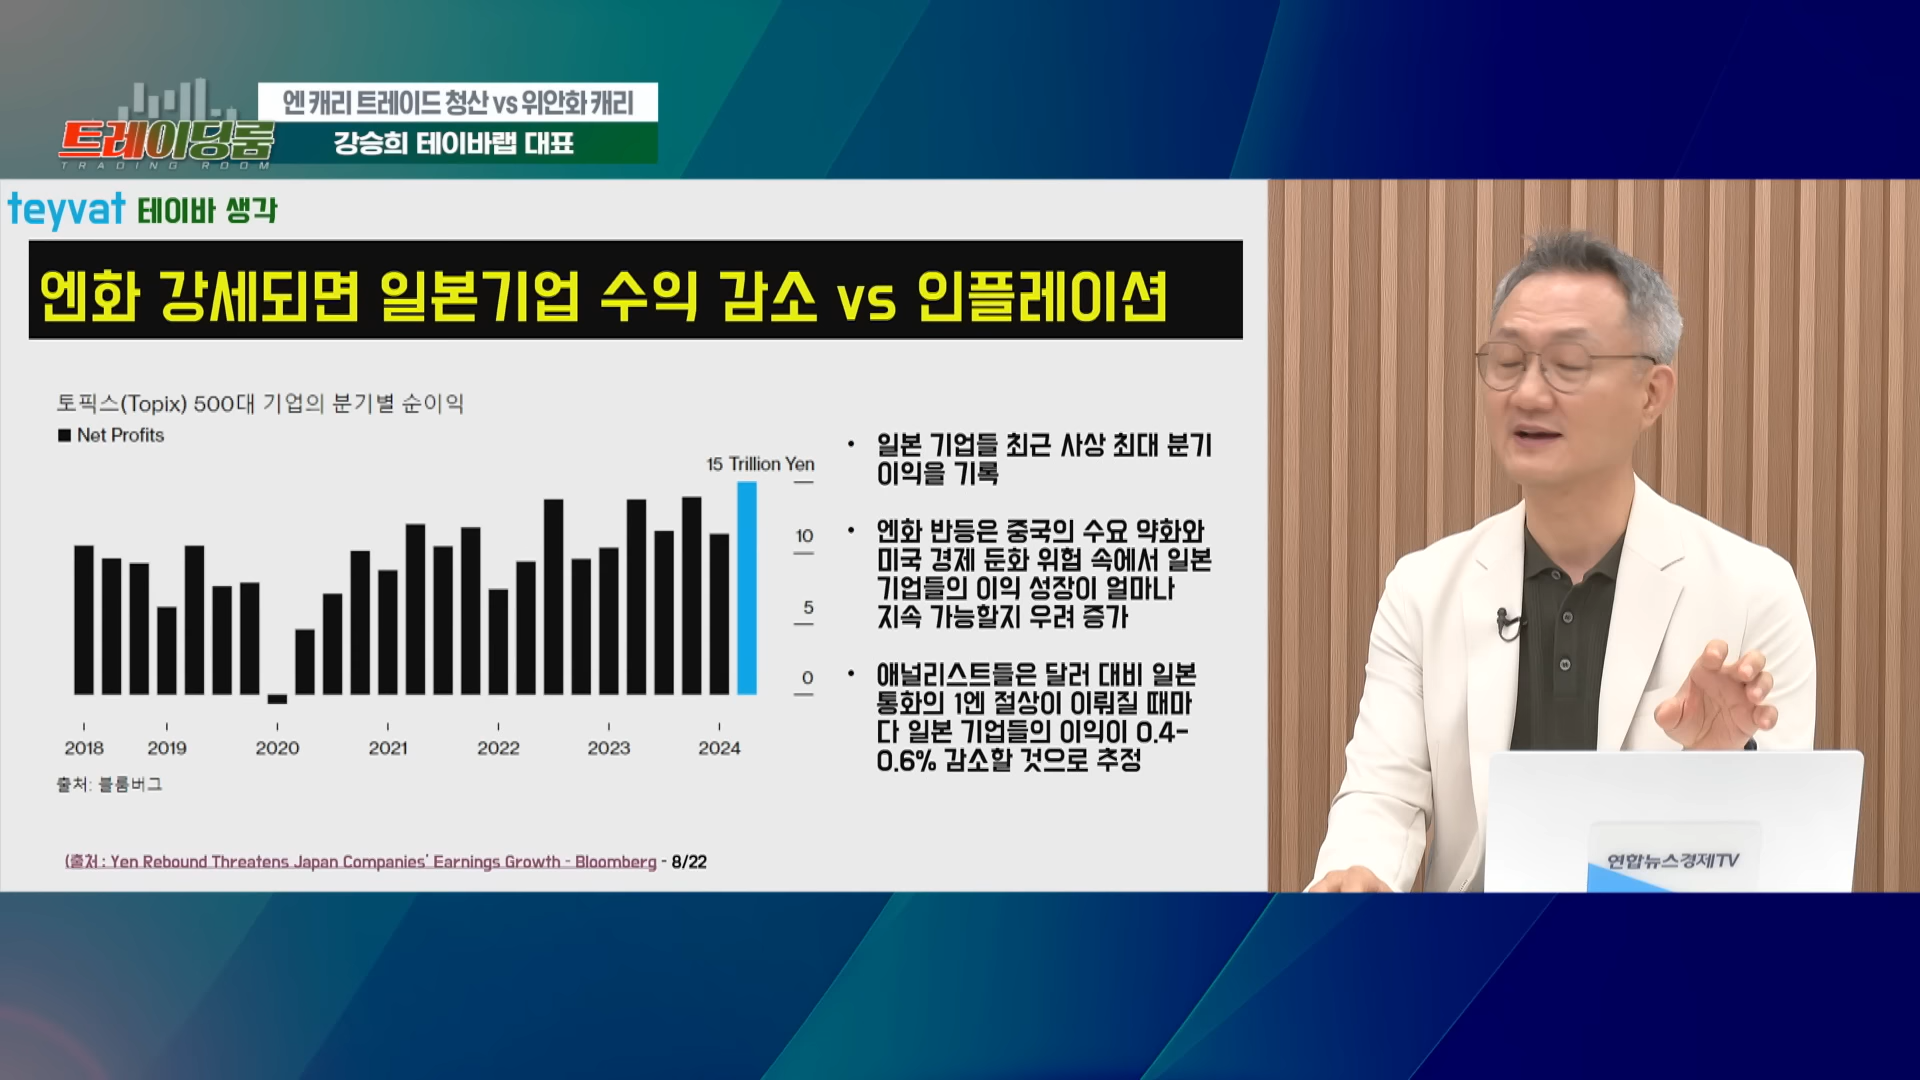 엔 캐리 트레이드 청산 vs 위안화 캐리
트레이딩룸
TRADING ROOM
강승희 테이바랩 대표
teyvat 테이바 생각
엔화 강세되면 일본기업 수익 감소 vs 인플레이션
토픽스(Topix) 500대 기업의 분기별 순이익
Net Profits
15 Trillion Yen
10
5
0
2018 2019 2020 2021 2022 2023 2024
출처: 블룸버그
(출처 : Yen Rebound Threatens Japan Companies' Earnings Growth - Bloomberg - 8/22
• 일본 기업들 최근 사상 최대 분기
이익을 기록
• 엔화 반등은 중국의 수요 약화와
미국 경제 둔화 위험 속에서 일본
기업들의 이익 성장이 얼마나
지속 가능할지 우려 증가
• 애널리스트들은 달러 대비 일본
통화의 1엔 절상이 이뤄질 때마
다 일본 기업들의 이익이 0.4-
0.6% 감소할 것으로 추정
연합뉴스경제TV